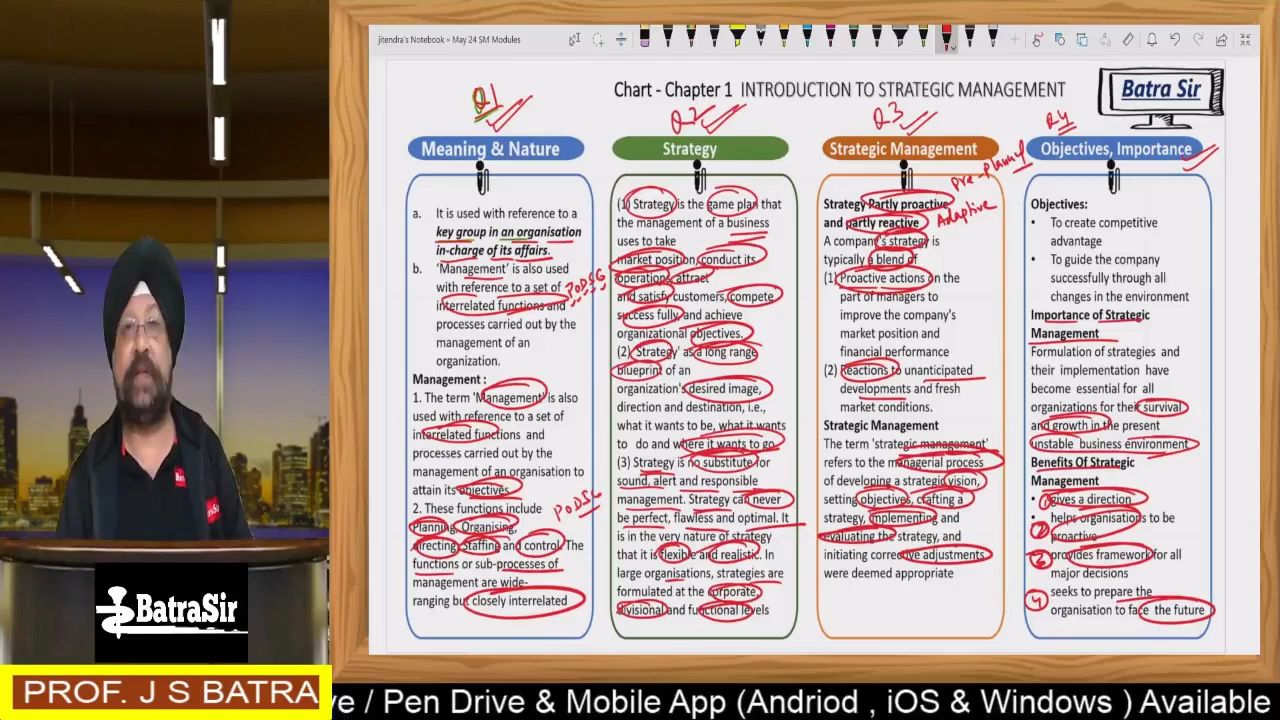 jitendra's Notebook » May 24 SM Modules
Chart - Chapter 1 INTRODUCTION TO STRATEGIC MANAGEMENT
Batra Sir
Q1
Q2
Q3
Q4
Meaning & Nature
a. It is used with reference to a
key group in an organisation
in-charge of its affairs.
b. ‘Management’ is also used
with reference to a set of
PODSC
interrelated functions and
processes carried out by the
management of an
organization.
Management :
1. The term 'Management' is also
used with reference to a set of
interrelated functions and
processes carried out by the
management of an organisation to
attain its objectives
PODSC
2. These functions include
Planning, Organising,
directing, Staffing and control. The
functions or sub-processes of
management are wide-
ranging but closely interrelated
Strategy
(1) Strategy is the game plan that
the management of a business
uses to take
market position, conduct its
operations, attract
and satisfy customers, compete
success fully, and achieve
organizational objectives.
(2) ‘Strategy’ as a long range
blueprint of an
organization's desired image,
direction and destination, i.e.,
what it wants to be, what it wants
to do and where it wants to go
(3) Strategy is no substitute for
sound, alert and responsible
management. Strategy can never
be perfect, flawless and optimal. It
is in the very nature of strategy
that it is flexible and realistic. In
large organisations, strategies are
formulated at the corporate,
divisional and functional levels
Strategic Management
Pre-planned
Strategy Partly proactive
and partly reactive
Adaptive
A company's strategy is
typically a blend of
(1) Proactive actions on the
part of managers to
improve the company's
market position and
financial performance
(2) Reactions to unanticipated
developments and fresh
market conditions.
Strategic Management
The term 'strategic management'
refers to the managerial process
of developing a strategic vision,
setting objectives, crafting a
strategy, implementing and
evaluating the strategy, and
initiating corrective adjustments
were deemed appropriate
Objectives, Importance
Objectives:
• To create competitive
advantage
• To guide the company
successfully through all
changes in the environment
Importance of Strategic
Management
Formulation of strategies and
their implementation have
become essential for all
organizations for their survival
and growth in the present
unstable business environment
Benefits Of Strategic
Management
1 gives a direction
• helps organisations to be
2 proactive
3 provides framework for all
major decisions
4 seeks to prepare the
organisation to face the future
BatraSir
PROF. J S BATRA
ve / Pen Drive & Mobile App (Andriod , iOS & Windows ) Available